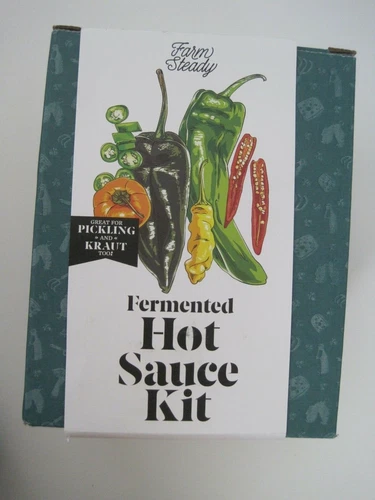 Farm
Steady
GREAT FOR
PICKLING
AND
KRAUT
TOO!
Fermented
Hot
Sauce
Kit